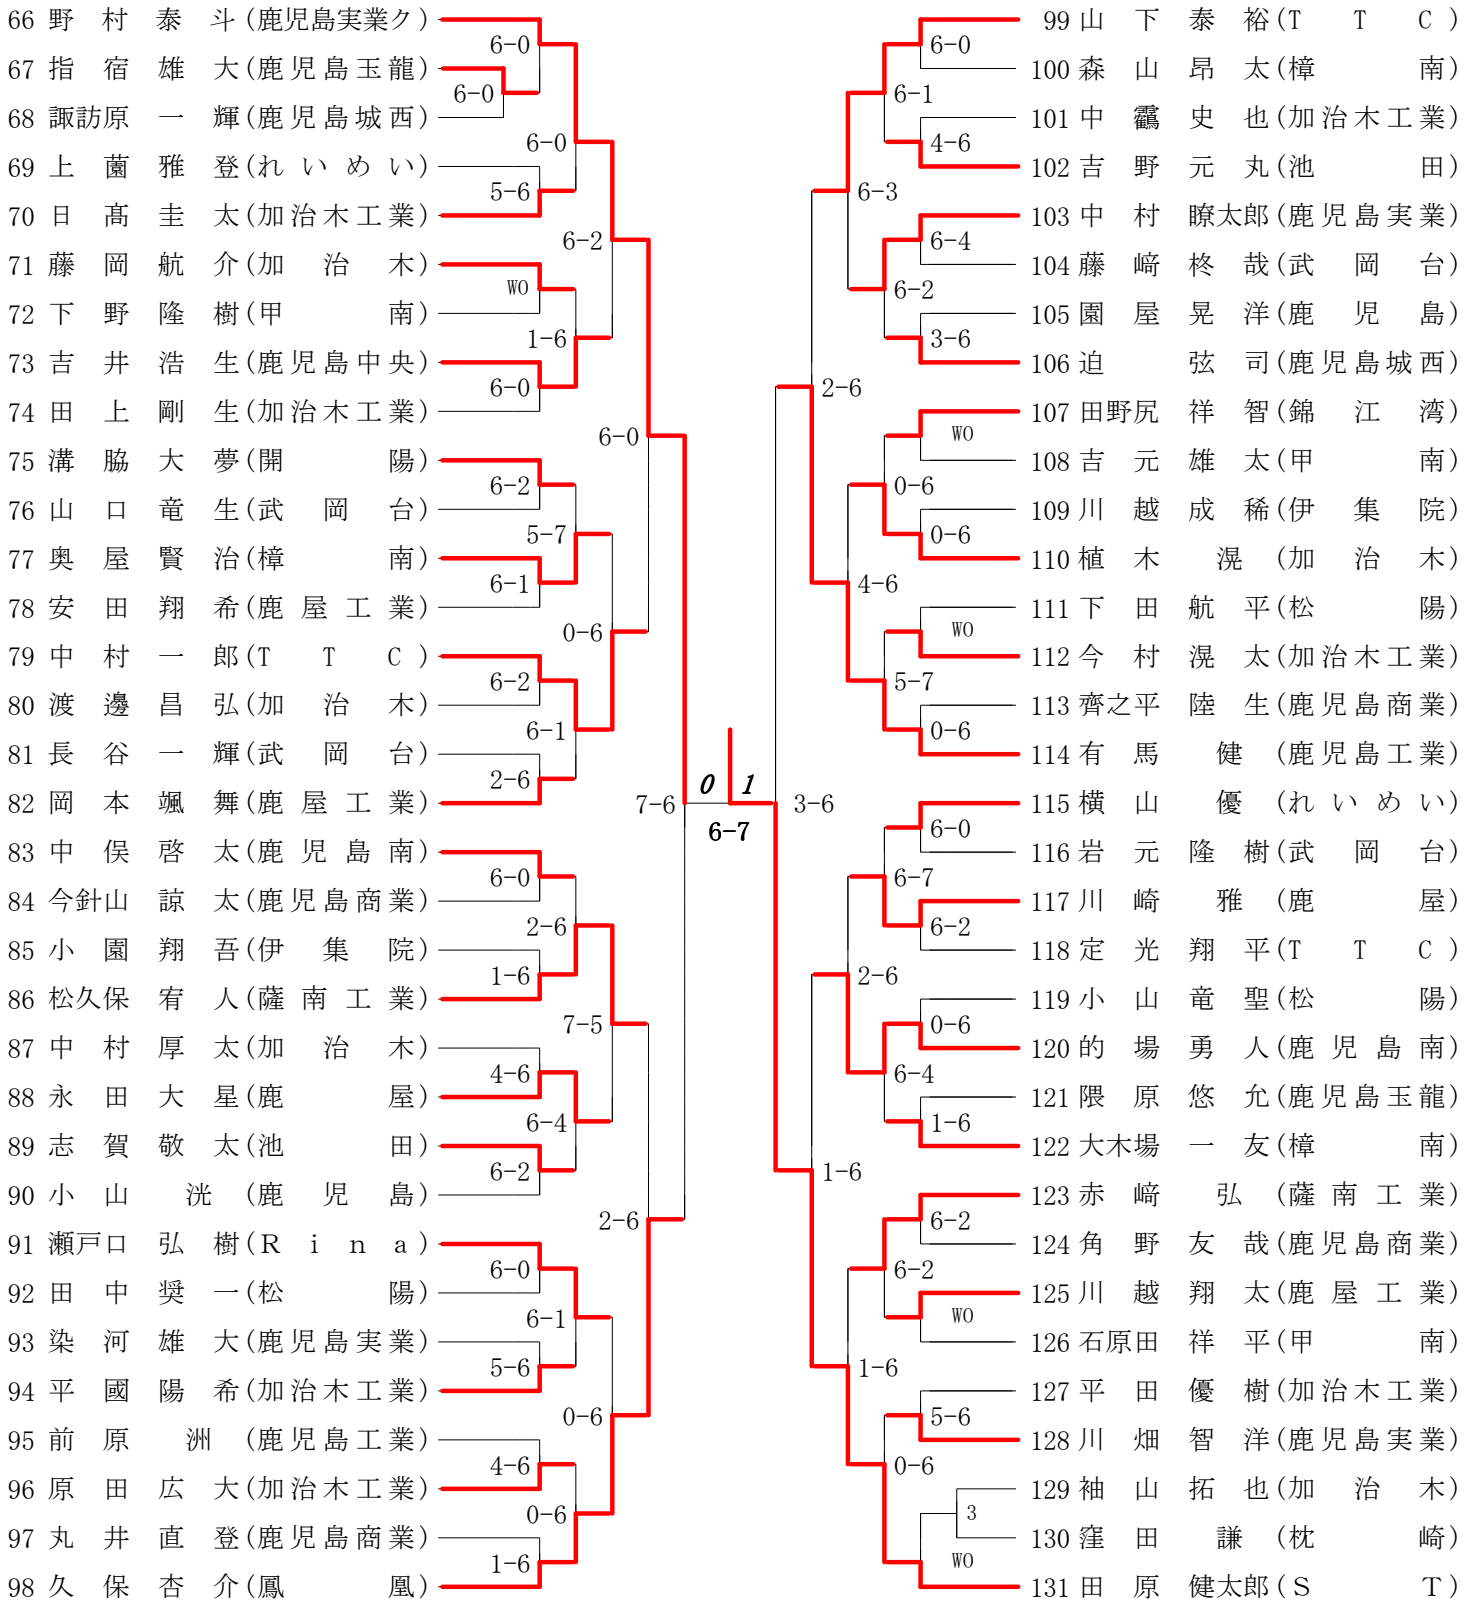 66 野村泰斗(鹿児島実業ク)
6-0
67 指宿雄大(鹿児島玉龍)
6-0
68 諏訪原一輝(鹿児島城西)
6-0
69 上薗雅登(れいめい)
5-6
70 日髙圭太(加治木工業)
6-2
71 藤岡航介(加治木)
WO
72 下野隆樹(甲南)
1-6
73 吉井浩生(鹿児島中央)
6-0
74 田上剛生(加治木工業)
6-0
75 溝脇大夢(開陽)
6-2
76 山口竜生(武岡台)
5-7
77 奥屋賢治(樟南)
6-1
78 安田翔希(鹿屋工業)
0-6
79 中村一郎(TTC)
6-2
80 渡邊昌弘(加治木)
6-1
81 長谷一輝(武岡台)
2-6
82 岡本颯舞(鹿屋工業)
7-6
83 中俣啓太(鹿児島南)
6-0
84 今針山諒太(鹿児島商業)
2-6
85 小園翔吾(伊集院)
1-6
86 松久保宥人(薩南工業)
7-5
87 中村厚太(加治木)
4-6
88 永田大星(鹿屋)
6-4
89 志賀敬太(池田)
6-2
90 小山洸(鹿児島)
2-6
91 瀬戸口弘樹(Rina)
6-0
92 田中奨一(松陽)
6-1
93 染河雄大(鹿児島実業)
5-6
94 平國陽希(加治木工業)
0-6
95 前原洲(鹿児島工業)
4-6
96 原田広大(加治木工業)
0-6
97 丸井直登(鹿児島商業)
1-6
98 久保杏介(鳳凰)
0 1
6-7
99 山下泰裕(TTC)
6-0
100 森山昂太(樟南)
6-1
101 中靍史也(加治木工業)
4-6
102 吉野元丸(池田)
6-3
103 中村瞭太郎(鹿児島実業)
6-4
104 藤﨑柊哉(武岡台)
6-2
105 園屋晃洋(鹿児島)
3-6
106 迫弦司(鹿児島城西)
2-6
107 田野尻祥智(錦江湾)
WO
108 吉元雄太(甲南)
0-6
109 川越成稀(伊集院)
0-6
110 植木滉(加治木)
4-6
111 下田航平(松陽)
WO
112 今村滉太(加治木工業)
5-7
113 齊之平陸生(鹿児島商業)
0-6
114 有馬健(鹿児島工業)
3-6
115 横山優(れいめい)
6-0
116 岩元隆樹(武岡台)
6-7
117 川崎雅(鹿屋)
6-2
118 定光翔平(TTC)
2-6
119 小山竜聖(松陽)
0-6
120 的場勇人(鹿児島南)
6-4
121 隈原悠允(鹿児島玉龍)
1-6
122 大木場一友(樟南)
1-6
123 赤﨑弘(薩南工業)
6-2
124 角野友哉(鹿児島商業)
6-2
125 川越翔太(鹿屋工業)
WO
126 石原田祥平(甲南)
1-6
127 平田優樹(加治木工業)
5-6
128 川畑智洋(鹿児島実業)
0-6
129 袖山拓也(加治木)
3
130 窪田謙(枕崎)
WO
131 田原健太郎(ST)